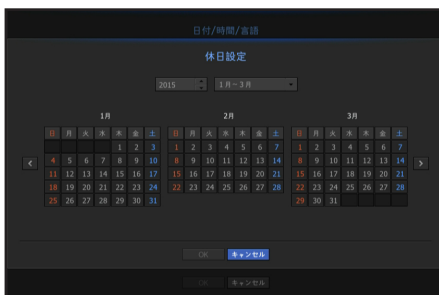 日付/時間/言語
休日設定
2015 1月－3月
1月 2月 3月
日 月 火 水 木 金 土 日 月 火 水 木 金 土 日 月 火 水 木 金 土
1 2 3 1 2 3 4 5 6 7 1 2 3 4 5 6 7
4 5 6 7 8 9 10 8 9 10 11 12 13 14 8 9 10 11 12 13 14
11 12 13 14 15 16 17 15 16 17 18 19 20 21 15 16 17 18 19 20 21
18 19 20 21 22 23 24 22 23 24 25 26 27 28 22 23 24 25 26 27 28
25 26 27 28 29 30 31 29 30 31
OK キャンセル
OK キャンセル